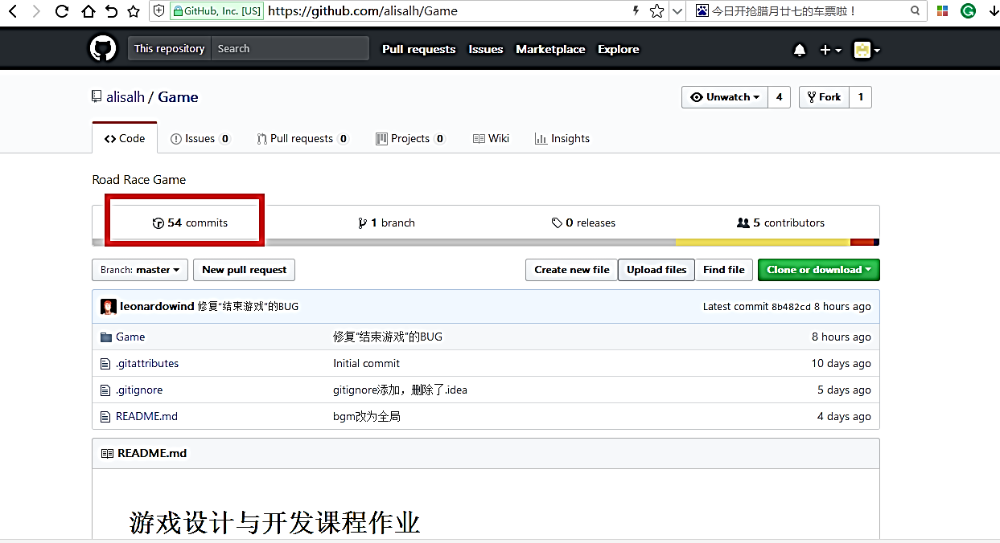 GitHub, Inc. [US] https://github.com/alisalh/Game 今日开抢腊月廿七的车票啦！
This repository Search Pull requests Issues Marketplace Explore
alisalh / Game Unwatch 4 Fork 1
Code Issues 0 Pull requests 0 Projects 0 Wiki Insights
Road Race Game
54 commits 1 branch 0 releases 5 contributors
Branch: master New pull request Create new file Upload files Find file Clone or download
leonardowind 修复“结束游戏”的BUG Latest commit 8b482cd 8 hours ago
Game 修复“结束游戏”的BUG 8 hours ago
.gitattributes Initial commit 10 days ago
.gitignore gitignore添加，删除了.idea 5 days ago
README.md bgm改为全局 4 days ago
README.md
游戏设计与开发课程作业